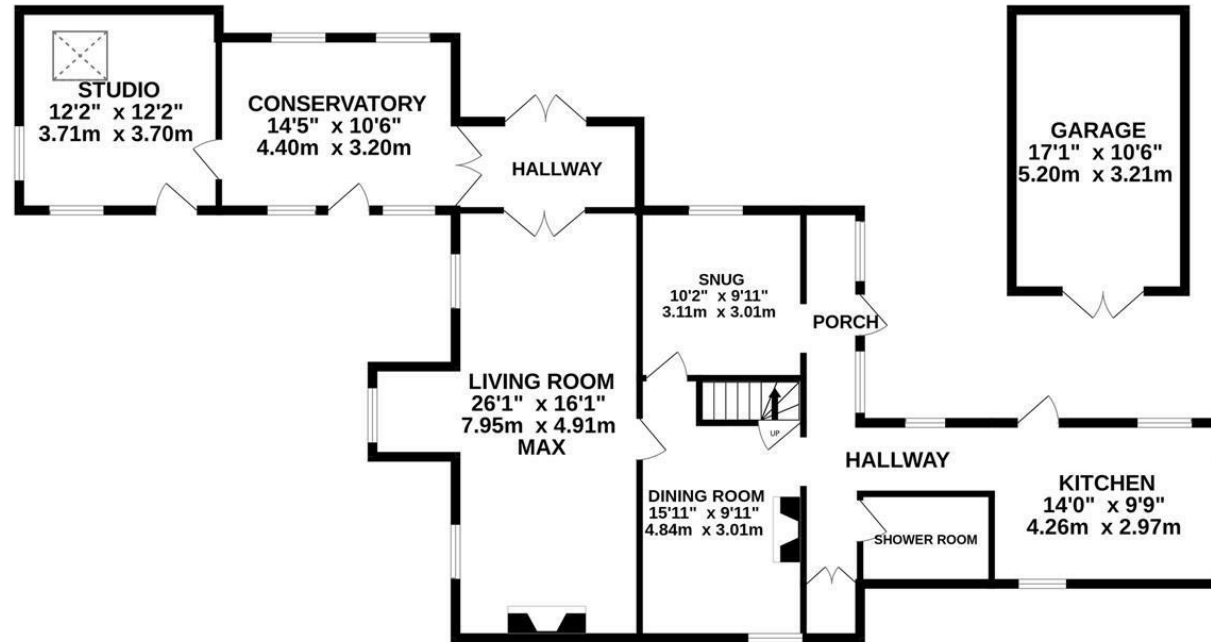 STUDIO
12'2" x 12'2"
3.71m x 3.70m
CONSERVATORY
14'5" x 10'6"
4.40m x 3.20m
HALLWAY
GARAGE
17'1" x 10'6"
5.20m x 3.21m
SNUG
10'2" x 9'11"
3.11m x 3.01m
PORCH
LIVING ROOM
26'1" x 16'1"
7.95m x 4.91m
MAX
UP
HALLWAY
DINING ROOM
15'11" x 9'11"
4.84m x 3.01m
KITCHEN
14'0" x 9'9"
4.26m x 2.97m
SHOWER ROOM